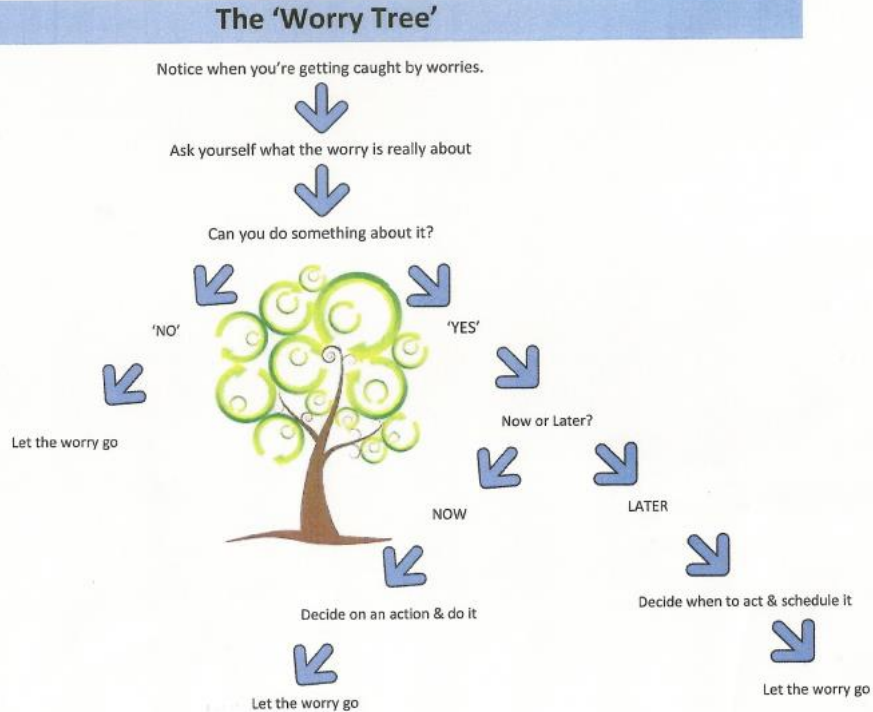 The ‘Worry Tree’
Notice when you’re getting caught by worries.
Ask yourself what the worry is really about
Can you do something about it?
‘NO’
‘YES’
Let the worry go
Now or Later?
NOW
LATER
Decide on an action & do it
Decide when to act & schedule it
Let the worry go
Let the worry go